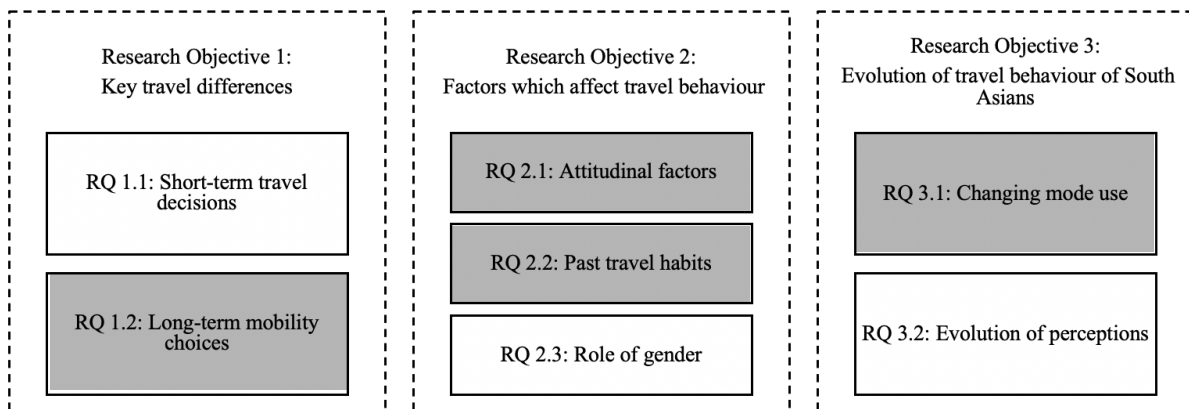 Research Objective 1:
Key travel differences
RQ 1.1: Short-term travel
decisions
RQ 1.2: Long-term mobility
choices
Research Objective 2:
Factors which affect travel behaviour
RQ 2.1: Attitudinal factors
RQ 2.2: Past travel habits
RQ 2.3: Role of gender
Research Objective 3:
Evolution of travel behaviour of South
Asians
RQ 3.1: Changing mode use
RQ 3.2: Evolution of perceptions